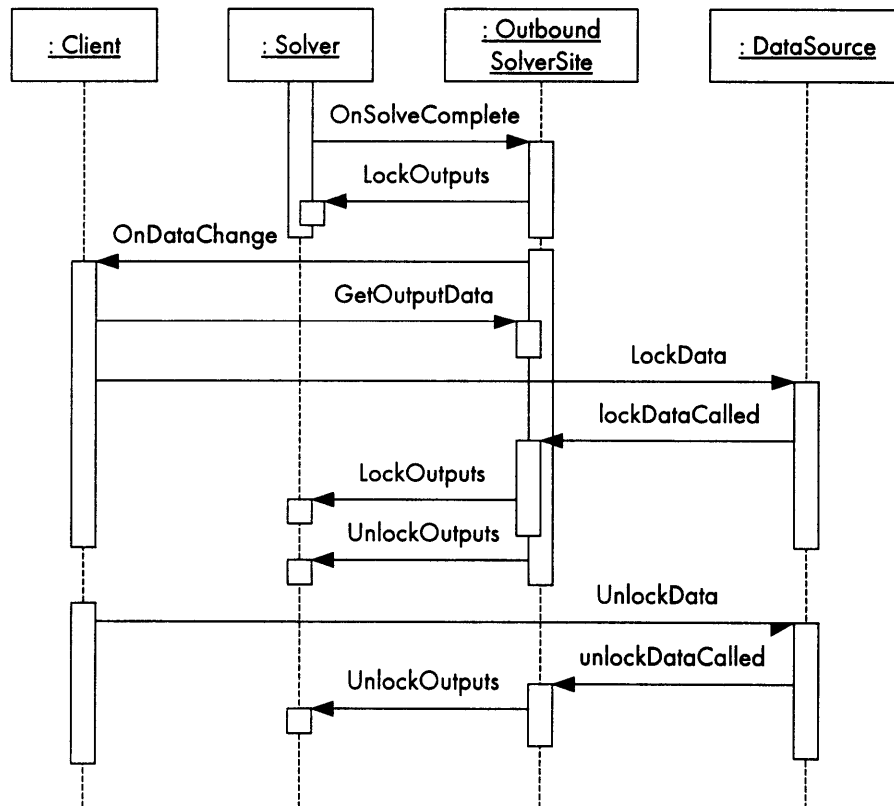 : Client
: Solver
: Outbound
SolverSite
: DataSource
OnSolveComplete
LockOutputs
OnDataChange
GetOutputData
LockData
lockDataCalled
LockOutputs
UnlockOutputs
UnlockData
unlockDataCalled
UnlockOutputs